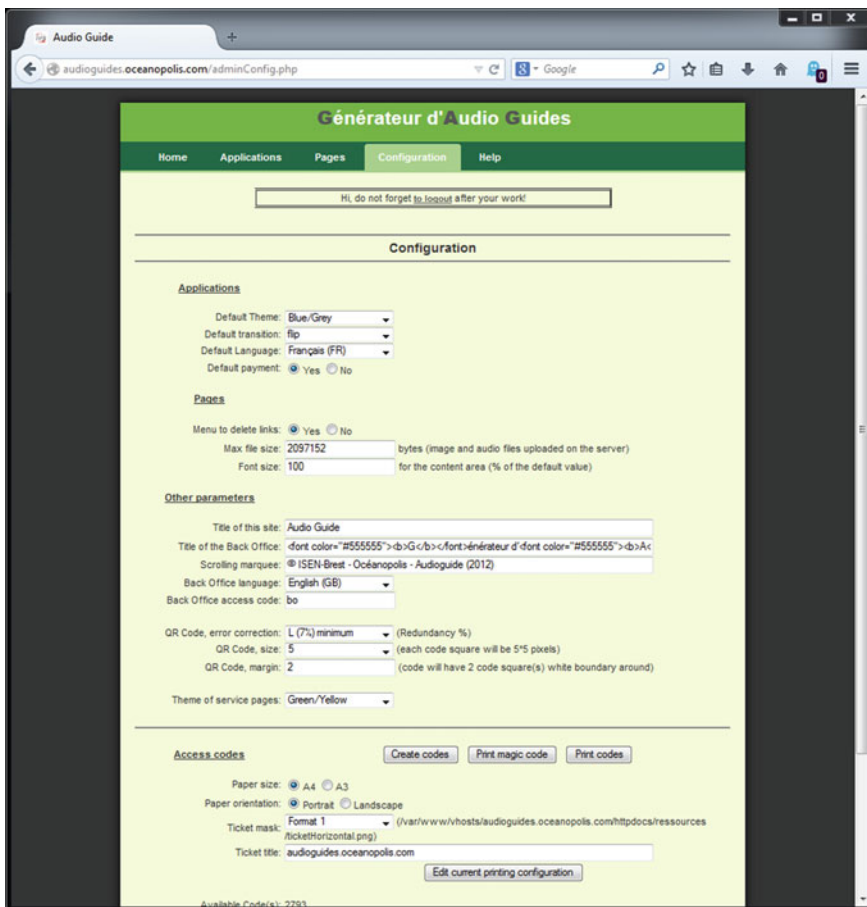 Audio Guide
audioguides.oceanopolis.com/adminConfig.php
Google
0
Générateur d'Audio Guides
Home Applications Pages Configuration Help
Hi, do not forget to logout after your work!
Configuration
Applications
Default Theme: Blue/Grey
Default transition: flip
Default Language: Français (FR)
Default payment: Yes No
Pages
Menu to delete links: Yes No
Max file size: 2097152 bytes (image and audio files uploaded on the server)
Font size: 100 for the content area (% of the default value)
Other parameters
Title of this site: Audio Guide
Title of the Back Office: <font color="#555555"><b>G</b></font>énérateur d'<font color="#555555"><b>A<
Scrolling marquee: © ISEN-Brest - Océanopolis - Audioguide (2012)
Back Office language: English (GB)
Back Office access code: bo
QR Code, error correction: L (7%) minimum (Redundancy %)
QR Code, size: 5 (each code square will be 5*5 pixels)
QR Code, margin: 2 (code will have 2 code square(s) white boundary around)
Theme of service pages: Green/Yellow
Access codes Create codes Print magic code Print codes
Paper size: A4 A3
Paper orientation: Portrait Landscape
Ticket mask: Format 1 (/var/www/vhosts/audioguides.oceanopolis.com/httpdocs/ressources
/ticketHorizontal.png)
Ticket title: audioguides.oceanopolis.com
Edit current printing configuration
Available Code(s): 2793